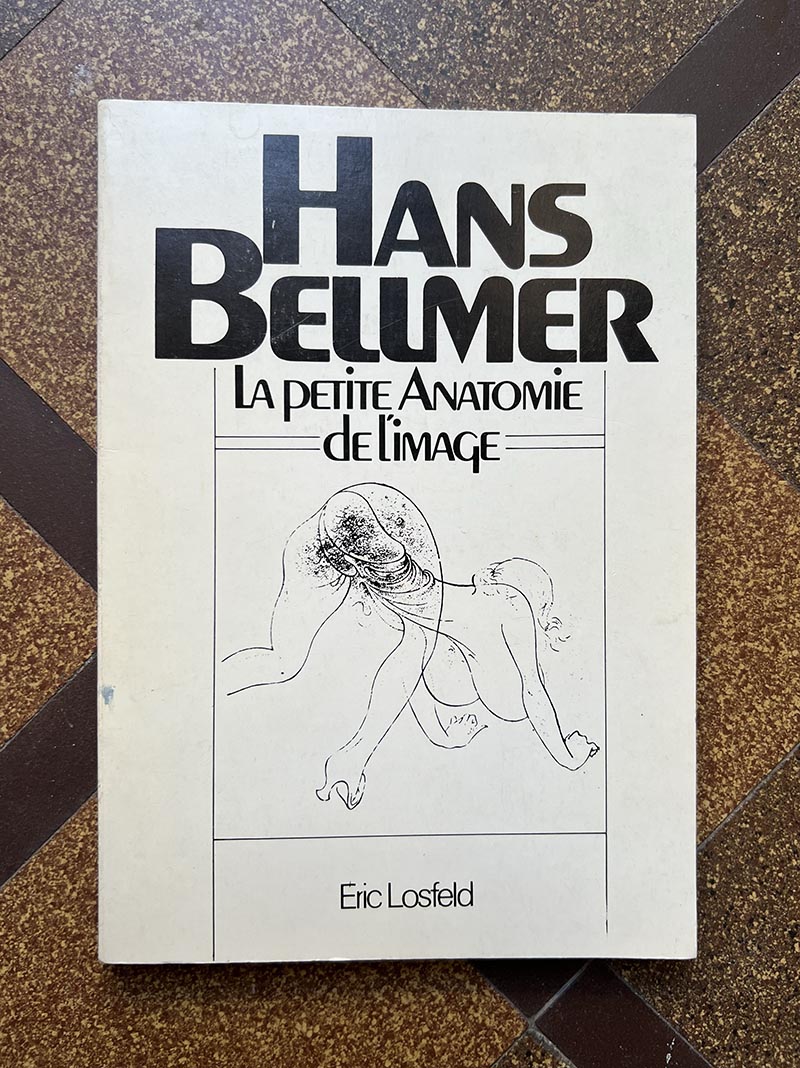 HANS
BELLMER
LA PETITE ANATOMIE
de l'IMAGE
Eric Losfeld